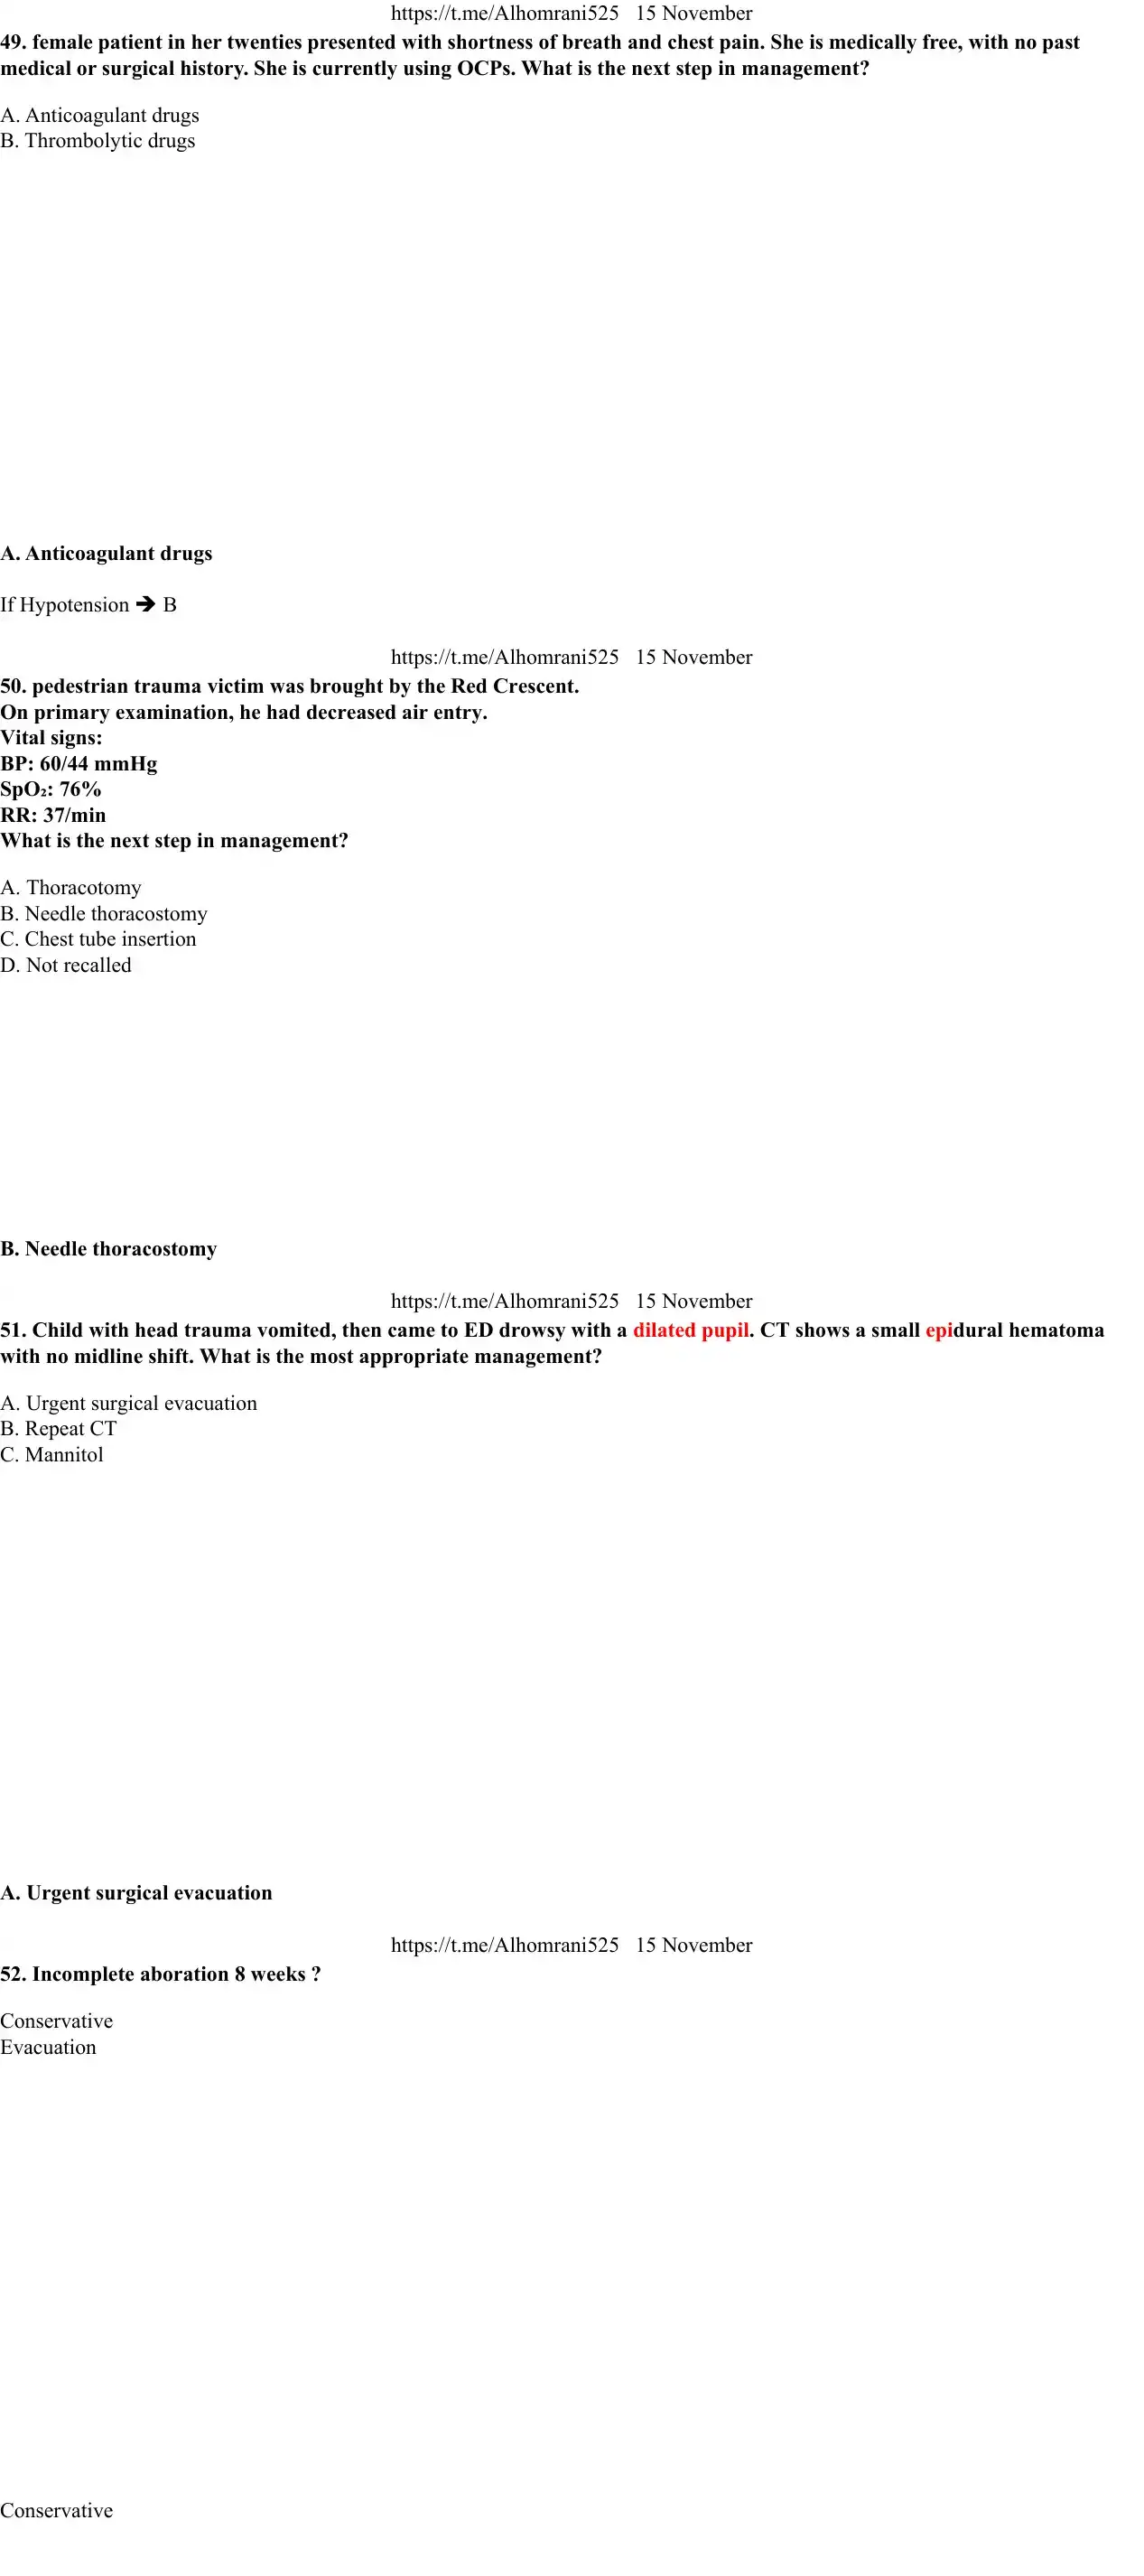 https://t.me/Alhomrani525 15 November
49. female patient in her twenties presented with shortness of breath and chest pain. She is medically free, with no past
medical or surgical history. She is currently using OCPs. What is the next step in management?
A. Anticoagulant drugs
B. Thrombolytic drugs
A. Anticoagulant drugs
If Hypotension ➔ B
https://t.me/Alhomrani525 15 November
50. pedestrian trauma victim was brought by the Red Crescent.
On primary examination, he had decreased air entry.
Vital signs:
BP: 60/44 mmHg
SpO₂: 76%
RR: 37/min
What is the next step in management?
A. Thoracotomy
B. Needle thoracostomy
C. Chest tube insertion
D. Not recalled
B. Needle thoracostomy
https://t.me/Alhomrani525 15 November
51. Child with head trauma vomited, then came to ED drowsy with a dilated pupil. CT shows a small epidural hematoma
with no midline shift. What is the most appropriate management?
A. Urgent surgical evacuation
B. Repeat CT
C. Mannitol
A. Urgent surgical evacuation
https://t.me/Alhomrani525 15 November
52. Incomplete aboration 8 weeks ?
Conservative
Evacuation
Conservative